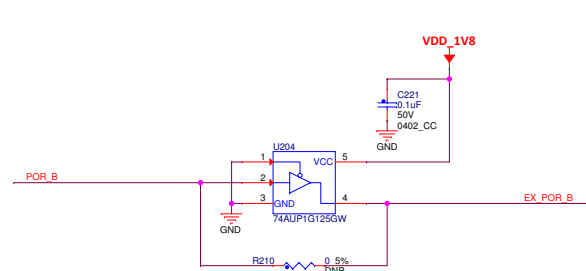 VDD_1V8
C221
0.1uF
50V
0402_CC
GND
U204
1
VCC
5
POR_B
2
3
GND
4
EX_POR_B
74AUP1G125GW
GND
R210
0 5%
DNP